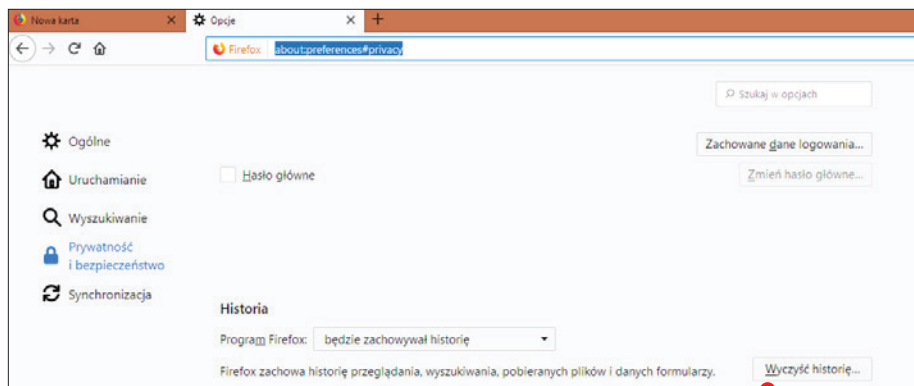 Nowa karta
Opcje
Firefox about:preferences#privacy
Szukaj w opcjach
Ogólne
Zachowane dane logowania...
Uruchamianie
Hasło główne
Zmień hasło główne...
Wyszukiwanie
Prywatność
i bezpieczeństwo
Synchronizacja
Historia
Program Firefox: będzie zachowywał historię
Firefox zachowa historię przeglądania, wyszukiwania, pobieranych plików i danych formularzy.
Wyczyść historię...